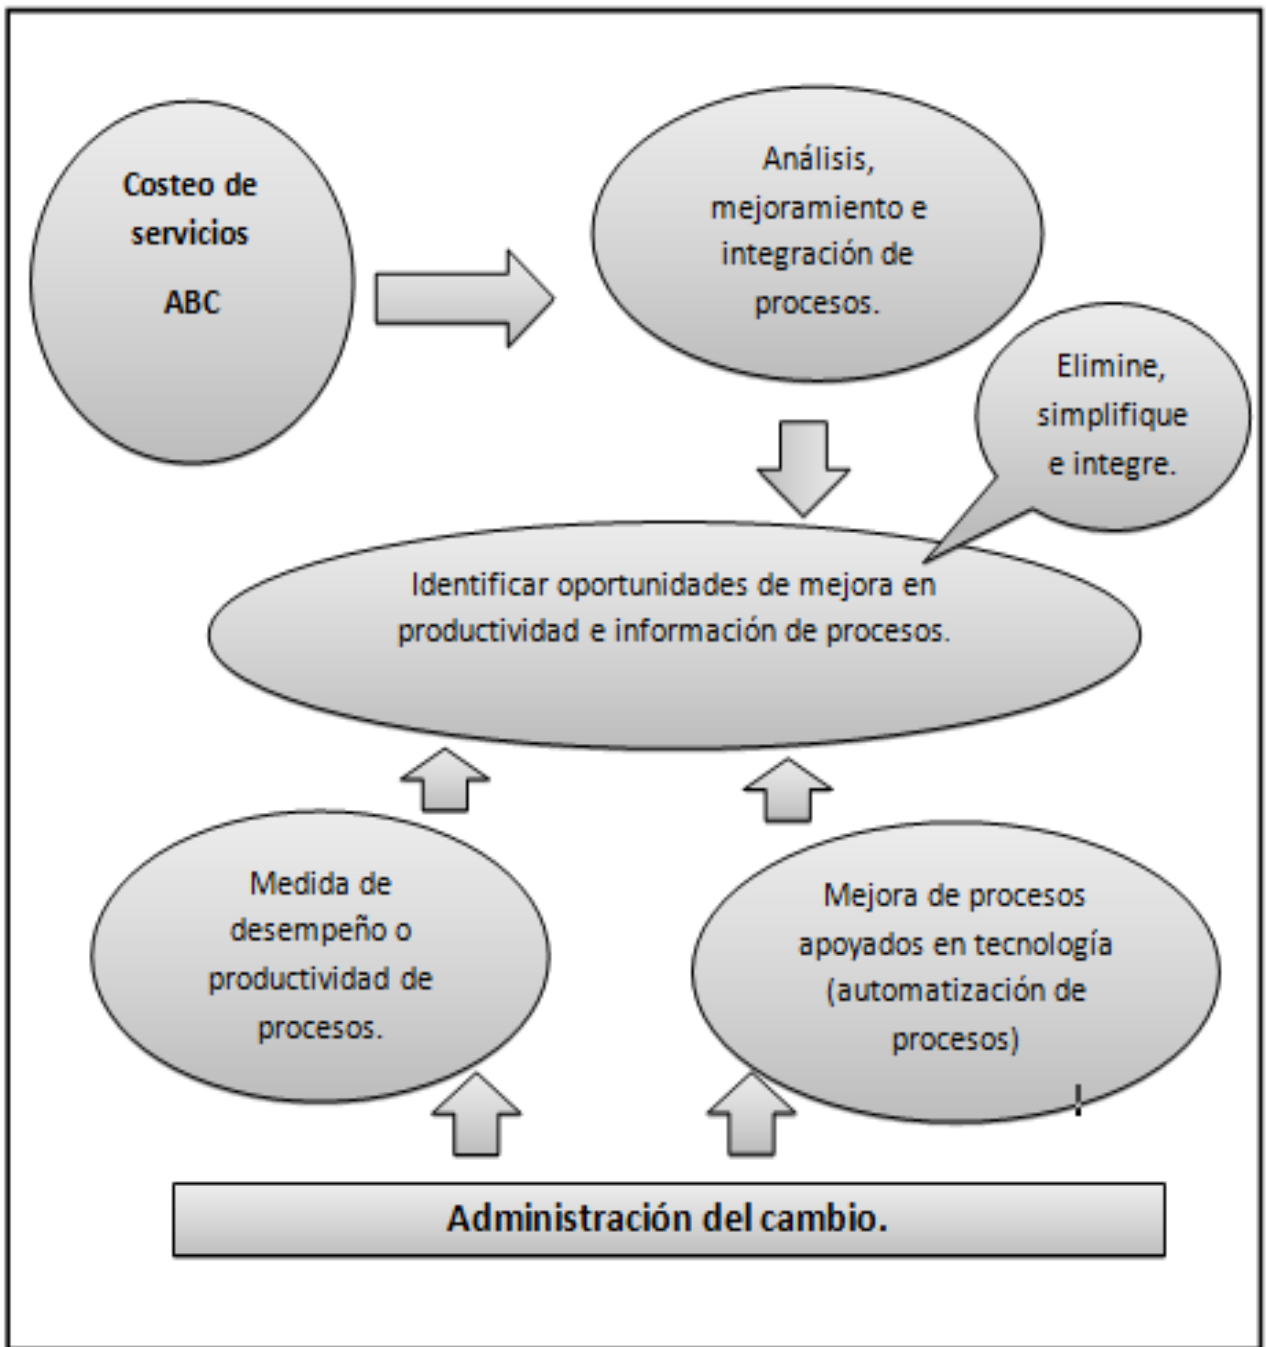 Costeo de
servicios
ABC
Análisis,
mejoramiento e
integración de
procesos.
Elimine,
simplifique
e integre.
Identificar oportunidades de mejora en
productividad e información de procesos.
Medida de
desempeño o
productividad de
procesos.
Mejora de procesos
apoyados en tecnología
(automatización de
procesos)
Administración del cambio.